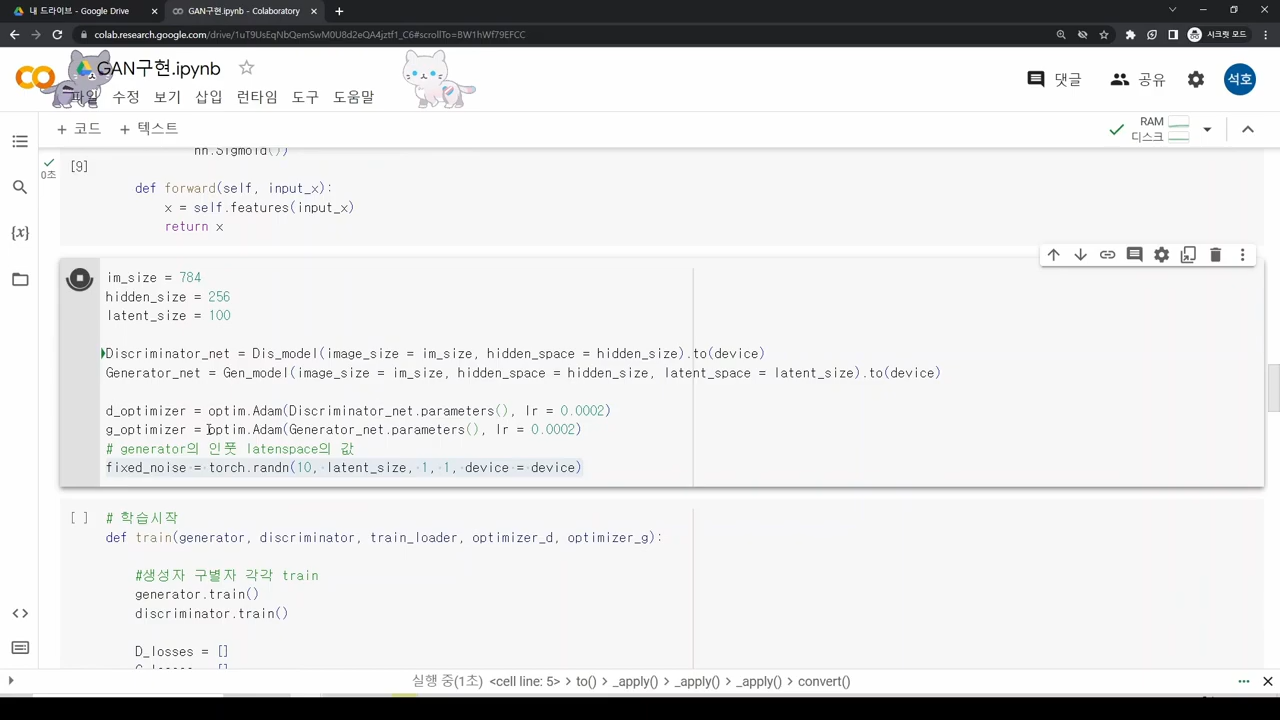 내 드라이브 - Google Drive
GAN구현.ipynb - Colaboratory
colab.research.google.com/drive/1uT9UsEqNbQemSwM0U8d2eQA4jztf1_C6#scrollTo=BW1hWf79EFCC
시크릿 모드
GAN구현.ipynb
파일 수정 보기 삽입 런타임 도구 도움말
댓글
공유
석호
+ 코드 + 텍스트
RAM
디스크
nn.Sigmoid())
[9]
0초
def forward(self, input_x):
x = self.features(input_x)
return x
im_size = 784
hidden_size = 256
latent_size = 100
Discriminator_net = Dis_model(image_size = im_size, hidden_space = hidden_size).to(device)
Generator_net = Gen_model(image_size = im_size, hidden_space = hidden_size, latent_space = latent_size).to(device)
d_optimizer = optim.Adam(Discriminator_net.parameters(), lr = 0.0002)
g_optimizer = optim.Adam(Generator_net.parameters(), lr = 0.0002)
# generator의 인풋 latenspace의 값
fixed_noise = torch.randn(10, latent_size, 1, 1, device = device)
[ ]
# 학습시작
def train(generator, discriminator, train_loader, optimizer_d, optimizer_g):
#생성자 구별자 각각 train
generator.train()
discriminator.train()
D_losses = []
실행 중(1초) <cell line: 5> > to() > _apply() > _apply() > _apply() > convert()